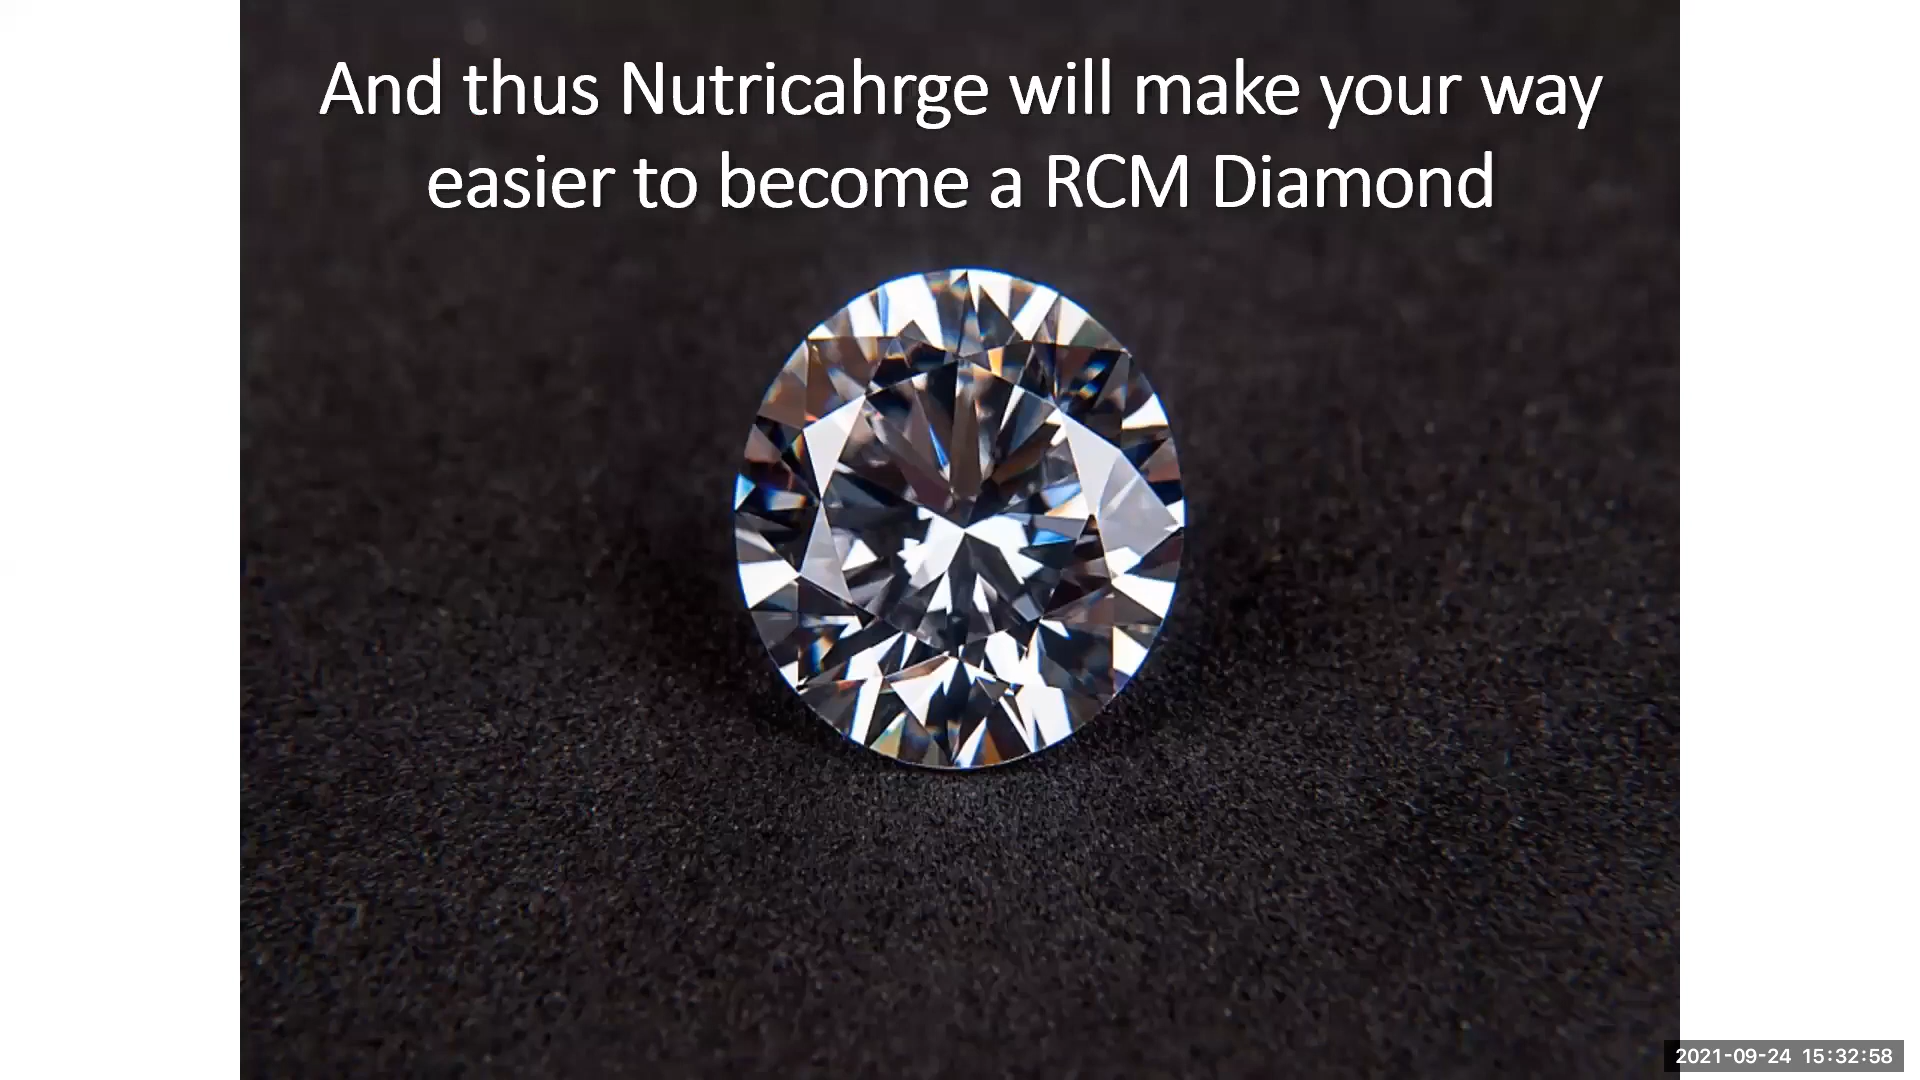 And thus Nutricahrge will make your way
easier to become a RCM Diamond
2021-09-24 15:32:58